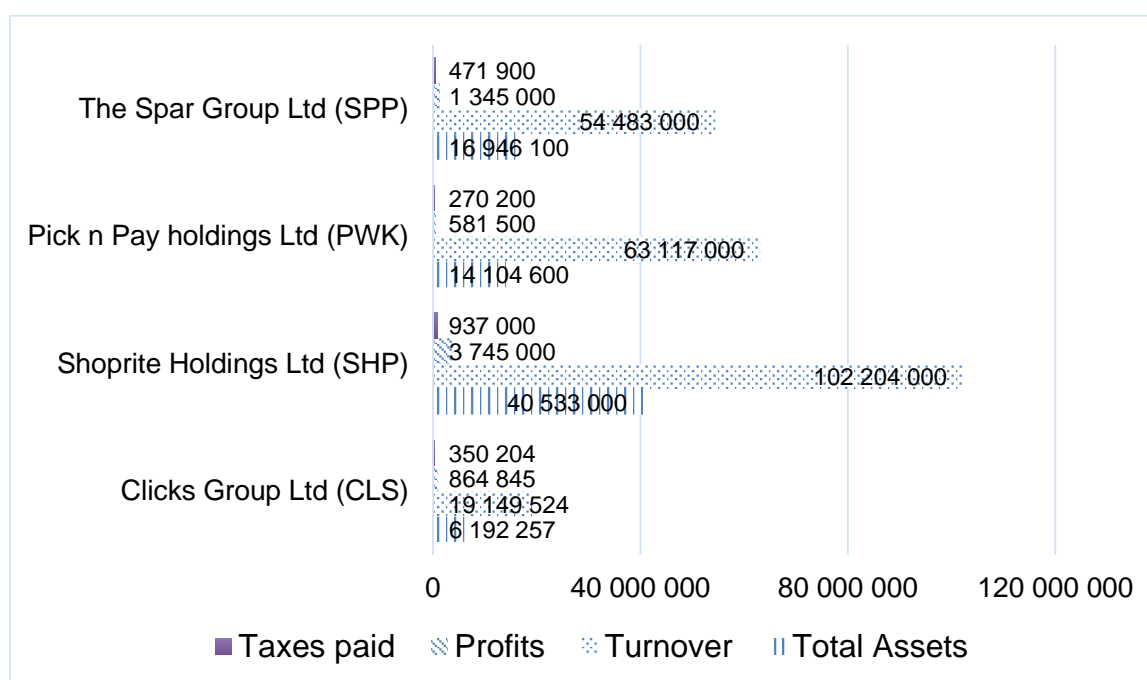 The Spar Group Ltd (SPP)
471 900
1 345 000
54 483 000
16 946 100
Pick n Pay holdings Ltd (PWK)
270 200
581 500
63 117 000
14 104 600
Shoprite Holdings Ltd (SHP)
937 000
3 745 000
102 204 000
40 533 000
Clicks Group Ltd (CLS)
350 204
864 845
19 149 524
6 192 257
0 40 000 000 80 000 000 120 000 000
Taxes paid Profits Turnover Total Assets